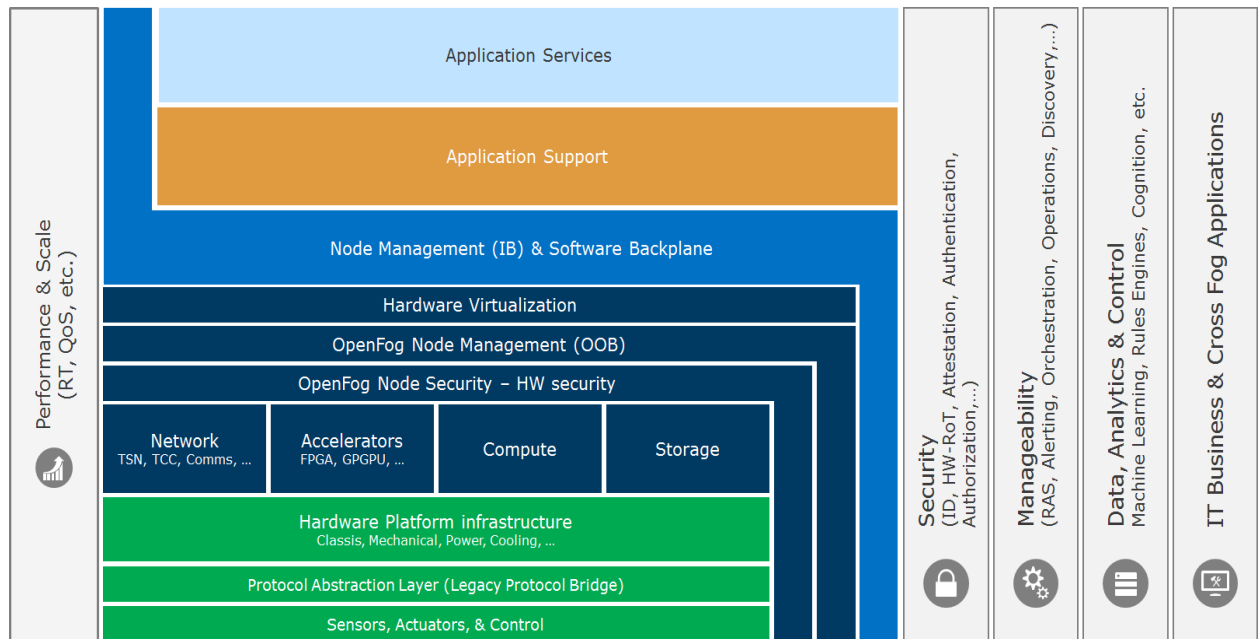 Performance & Scale
(RT, QoS, etc.)
Application Services
Application Support
Node Management (IB) & Software Backplane
Hardware Virtualization
OpenFog Node Management (OOB)
OpenFog Node Security – HW security
Network
TSN, TCC, Comms, ...
Accelerators
FPGA, GPGPU, ...
Compute
Storage
Hardware Platform infrastructure
Classis, Mechanical, Power, Cooling, ...
Protocol Abstraction Layer (Legacy Protocol Bridge)
Sensors, Actuators, & Control
Security
(ID, HW-RoT, Attestation, Authentication,
Authorization,...)
Manageability
(RAS, Alerting, Orchestration, Operations, Discovery,...)
Data, Analytics & Control
Machine Learning, Rules Engines, Cognition, etc.
IT Business & Cross Fog Applications